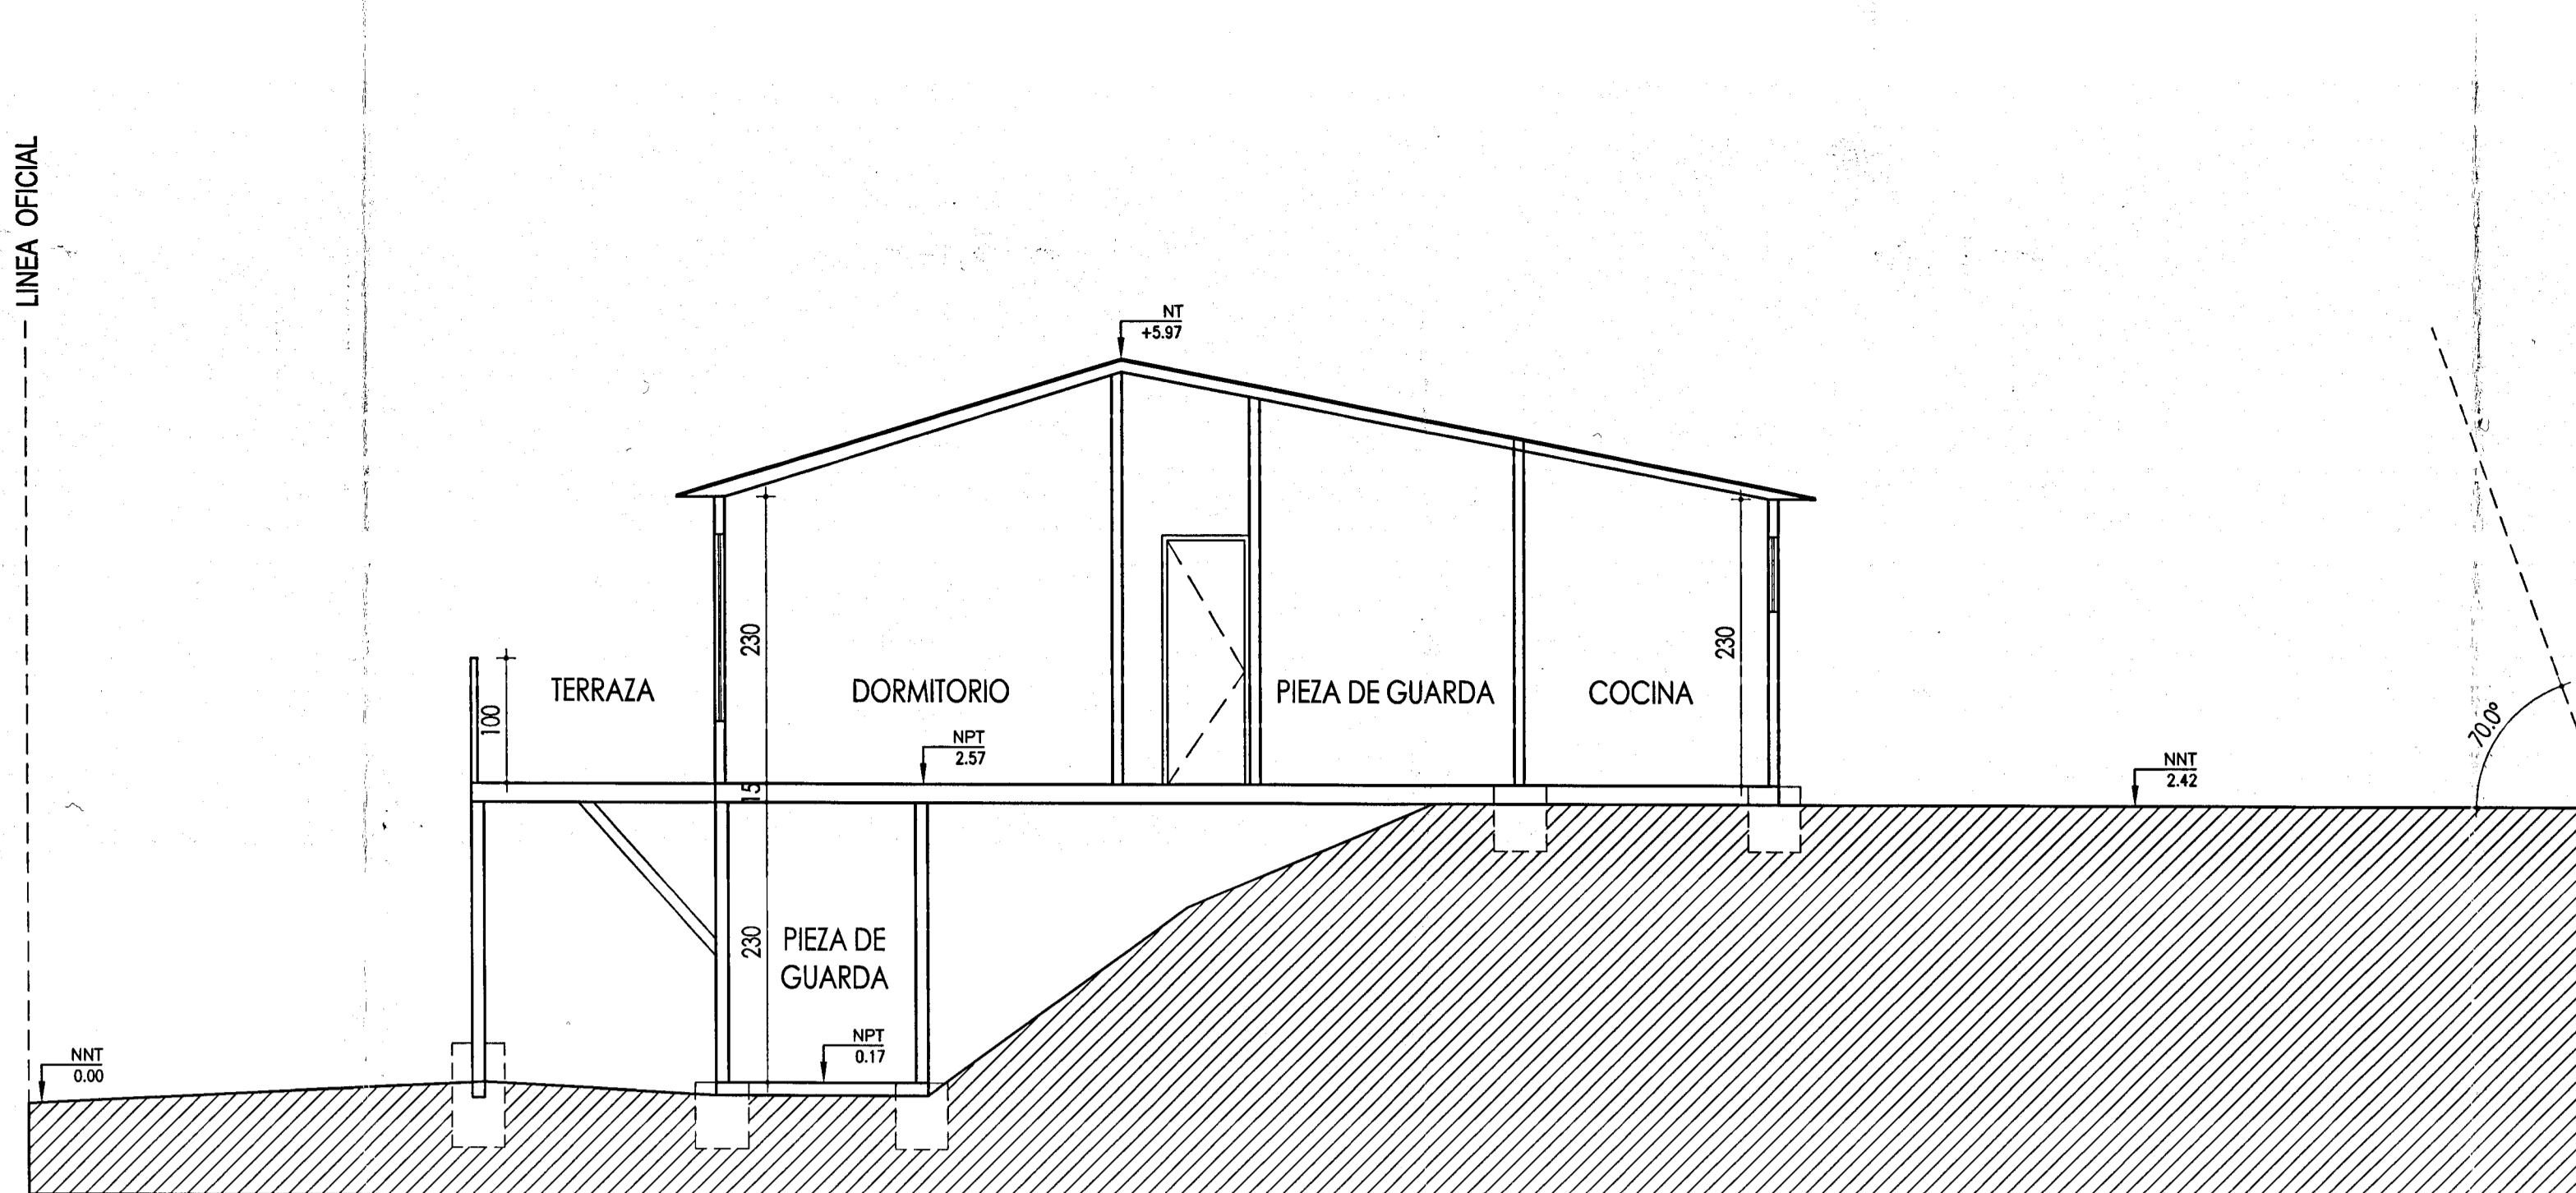 LINEA OFICIAL
NT
+5.97
230
230
100
TERRAZA
DORMITORIO
PIEZA DE GUARDA
COCINA
NPT
2.57
15
NNT
2.42
70.0º
230
PIEZA DE
GUARDA
NPT
0.17
NNT
0.00